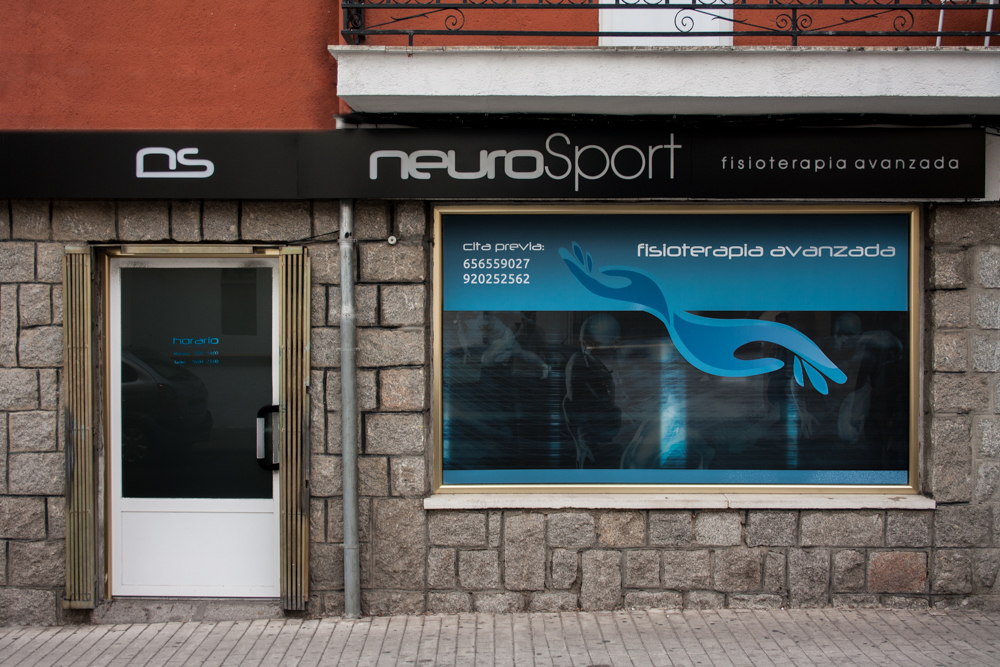 ns
neuroSport
fisioterapia avanzada
cita previa:
656559027
920252562
fisioterapia avanzada
horario